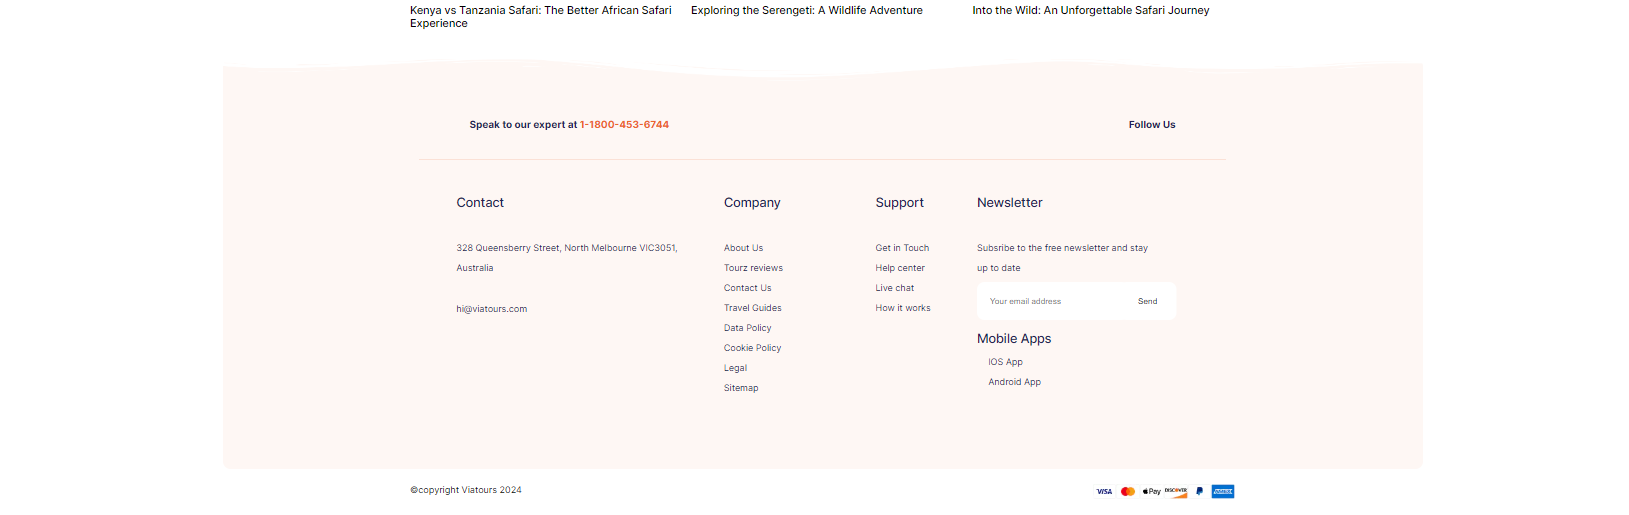 Kenya vs Tanzania Safari: The Better African Safari
Experience
Exploring the Serengeti: A Wildlife Adventure
Into the Wild: An Unforgettable Safari Journey
Speak to our expert at 1-1800-453-6744
Follow Us
Contact
328 Queensberry Street, North Melbourne VIC3051,
Australia
hi@viatours.com
Company
About Us
Tourz reviews
Contact Us
Travel Guides
Data Policy
Cookie Policy
Legal
Sitemap
Support
Get in Touch
Help center
Live chat
How it works
Newsletter
Subsribe to the free newsletter and stay
up to date
Your email address
Send
Mobile Apps
IOS App
Android App
©copyright Viatours 2024
VISA
Pay
DISCOVER